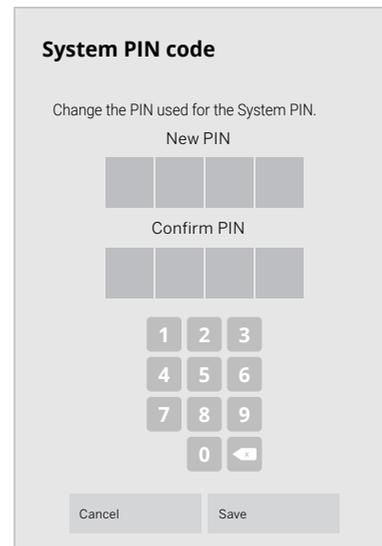 System PIN code
Change the PIN used for the System PIN.
New PIN
Confirm PIN
1 2 3
4 5 6
7 8 9
0 x
Cancel Save